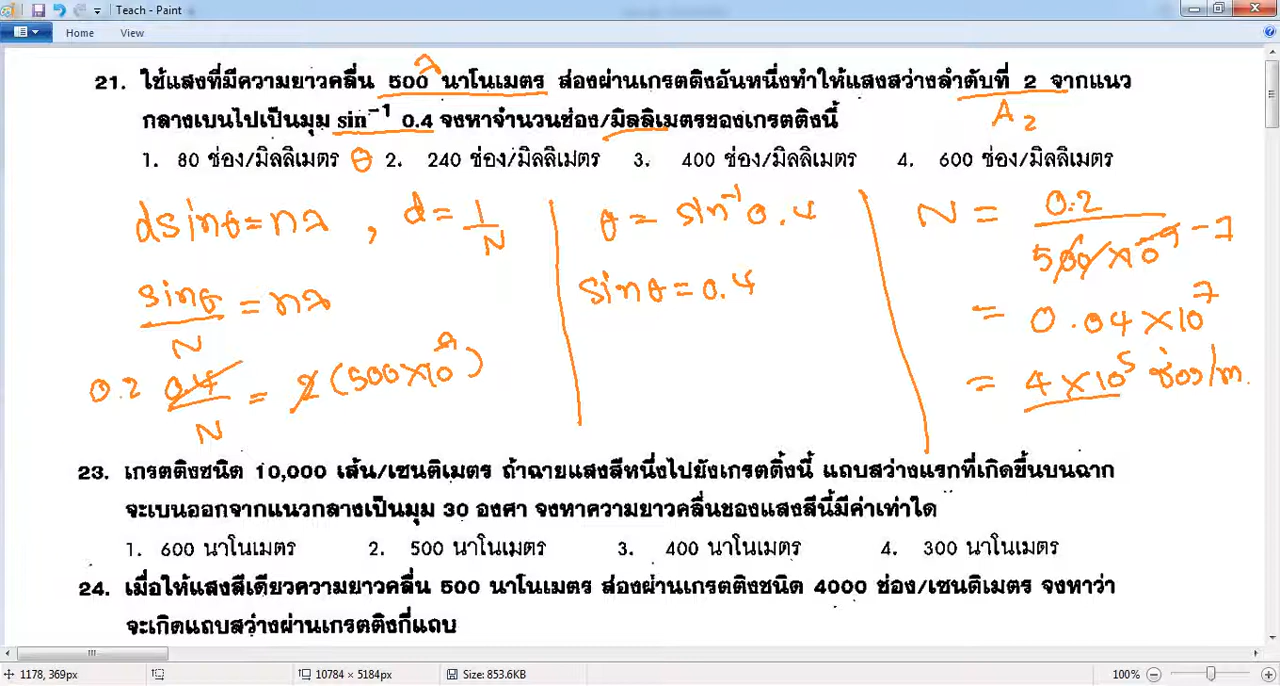 Teach - Paint
Home View
21. ใช้แสงที่มีความยาวคลื่น 500 นาโนเมตร ส่องผ่านเกรตติงอันหนึ่งทำให้แสงสว่างลำดับที่ 2 จากแนว
λ
กลางเบนไปเป็นมุม sin⁻¹ 0.4 จงหาจำนวนช่อง/มิลลิเมตรของเกรตติงนี้
A₂
1. 80 ช่อง/มิลลิเมตร θ 2. 240 ช่อง/มิลลิเมตร 3. 400 ช่อง/มิลลิเมตร 4. 600 ช่อง/มิลลิเมตร
dsinθ = nλ , d = 1/N
sinθ/N = nλ
0.2 0.4/N = 2 (500×10⁻⁹)
θ = sin⁻¹ 0.4
sinθ = 0.4
N = 0.2/500×10⁻⁹ -7
= 0.04×10⁷
= 4×10⁵ ช่อง/m.
23. เกรตติงชนิด 10,000 เส้น/เซนติเมตร ถ้าฉายแสงสีหนึ่งไปยังเกรตติ้งนี้ แถบสว่างแรกที่เกิดขึ้นบนฉาก
จะเบนออกจากแนวกลางเป็นมุม 30 องศา จงหาความยาวคลื่นของแสงสีนี้มีค่าเท่าใด
1. 600 นาโนเมตร 2. 500 นาโนเมตร 3. 400 นาโนเมตร 4. 300 นาโนเมตร
24. เมื่อให้แสงสีเดียวความยาวคลื่น 500 นาโนเมตร ส่องผ่านเกรตติงชนิด 4000 ช่อง/เซนติเมตร จงหาว่า
จะเกิดแถบสว่างผ่านเกรตติงกี่แถบ
1178, 369px 10784 × 5184px Size: 853.6KB 100%